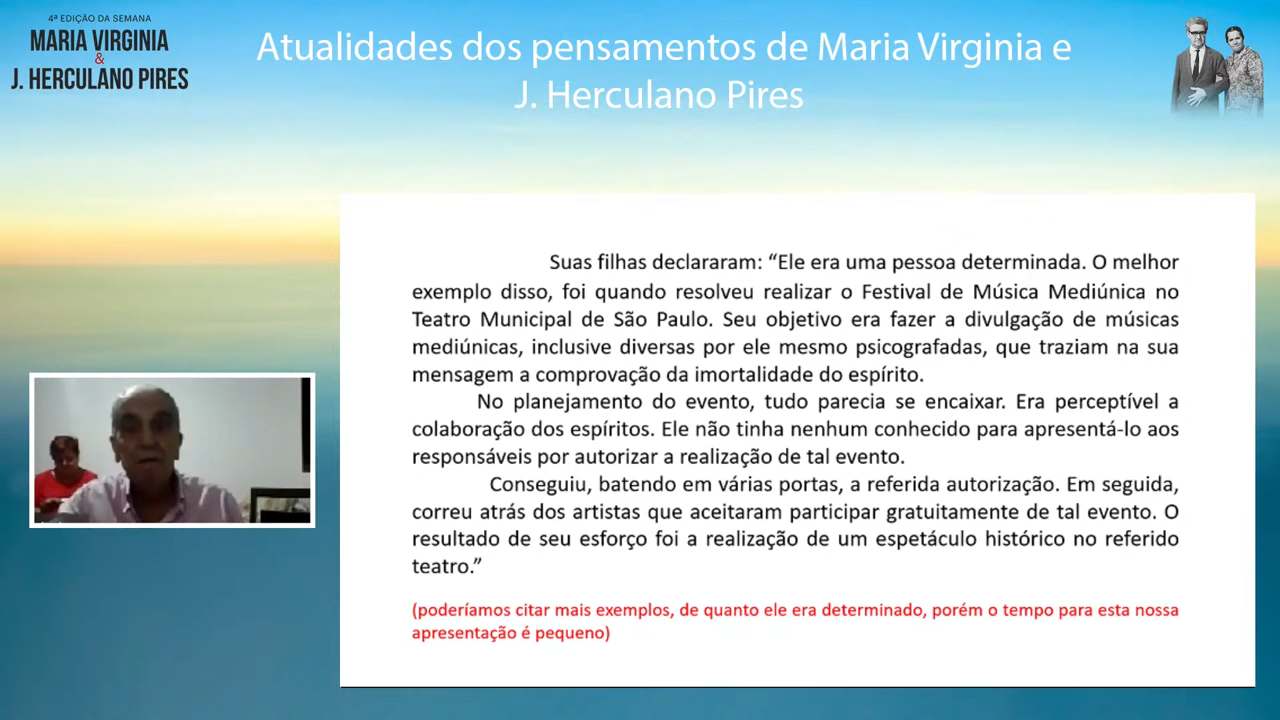 4ª EDIÇÃO DA SEMANA
MARIA VIRGINIA
&
J. HERCULANO PIRES
Atualidades dos pensamentos de Maria Virginia e
J. Herculano Pires
Suas filhas declararam: “Ele era uma pessoa determinada. O melhor
exemplo disso, foi quando resolveu realizar o Festival de Música Mediúnica no
Teatro Municipal de São Paulo. Seu objetivo era fazer a divulgação de músicas
mediúnicas, inclusive diversas por ele mesmo psicografadas, que traziam na sua
mensagem a comprovação da imortalidade do espírito.
No planejamento do evento, tudo parecia se encaixar. Era perceptível a
colaboração dos espíritos. Ele não tinha nenhum conhecido para apresentá-lo aos
responsáveis por autorizar a realização de tal evento.
Conseguiu, batendo em várias portas, a referida autorização. Em seguida,
correu atrás dos artistas que aceitaram participar gratuitamente de tal evento. O
resultado de seu esforço foi a realização de um espetáculo histórico no referido
teatro.”
(poderíamos citar mais exemplos, de quanto ele era determinado, porém o tempo para esta nossa
apresentação é pequeno)